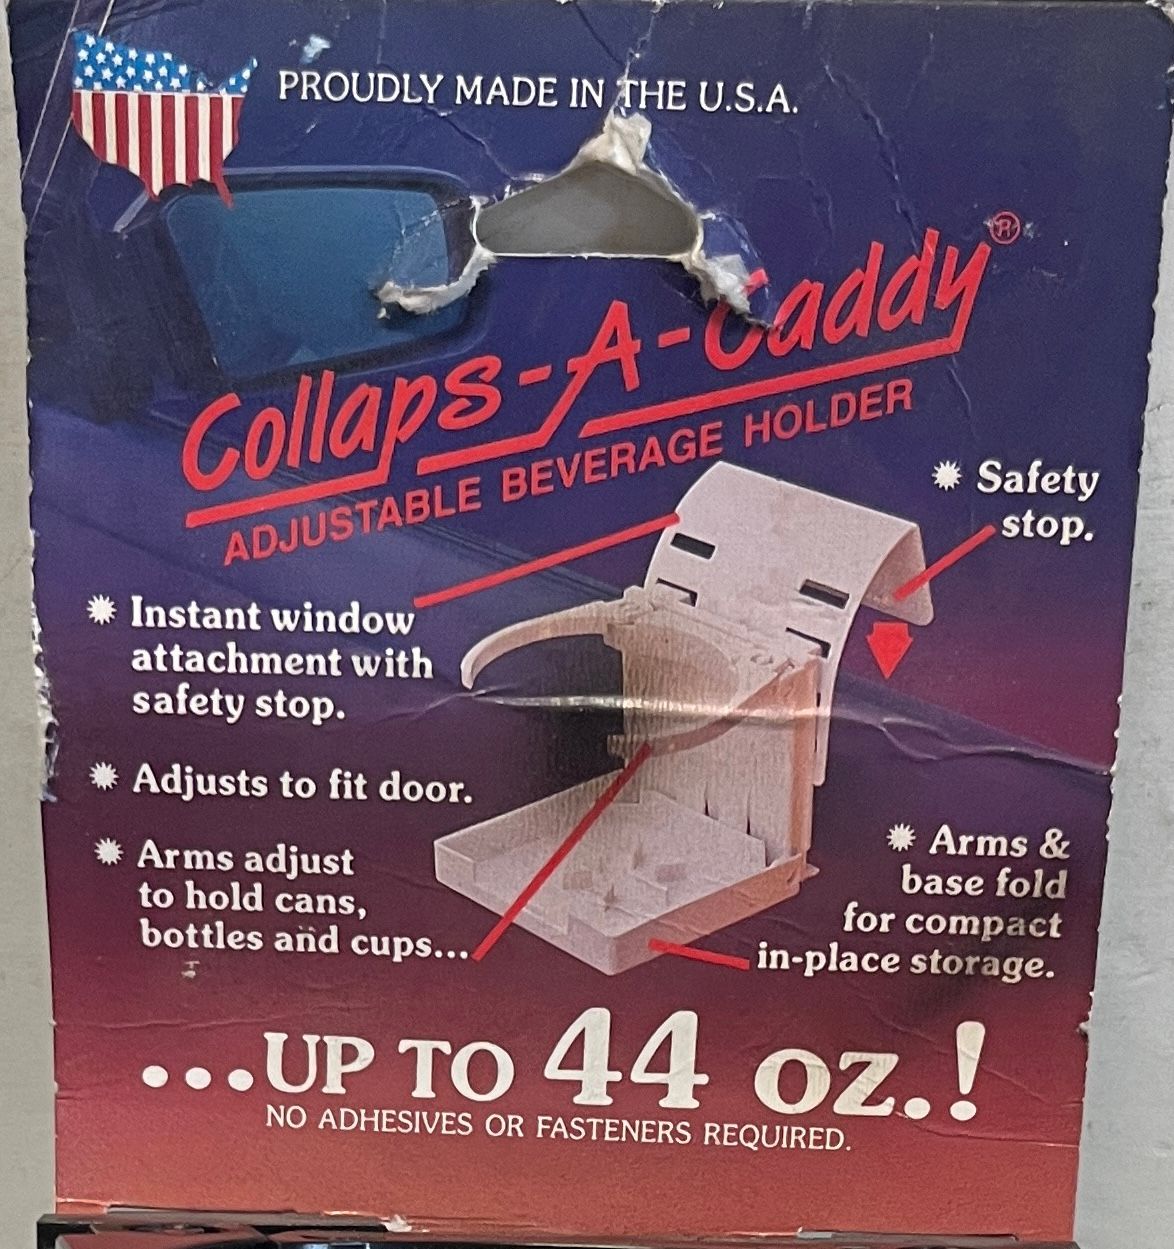 PROUDLY MADE IN THE U.S.A.
Collaps-A-Caddy®
ADJUSTABLE BEVERAGE HOLDER
✹ Safety
stop.
✹ Instant window
attachment with
safety stop.
✹ Adjusts to fit door.
✹ Arms adjust
to hold cans,
bottles and cups...
✹ Arms &
base fold
for compact
in-place storage.
...UP TO 44 OZ.!
NO ADHESIVES OR FASTENERS REQUIRED.